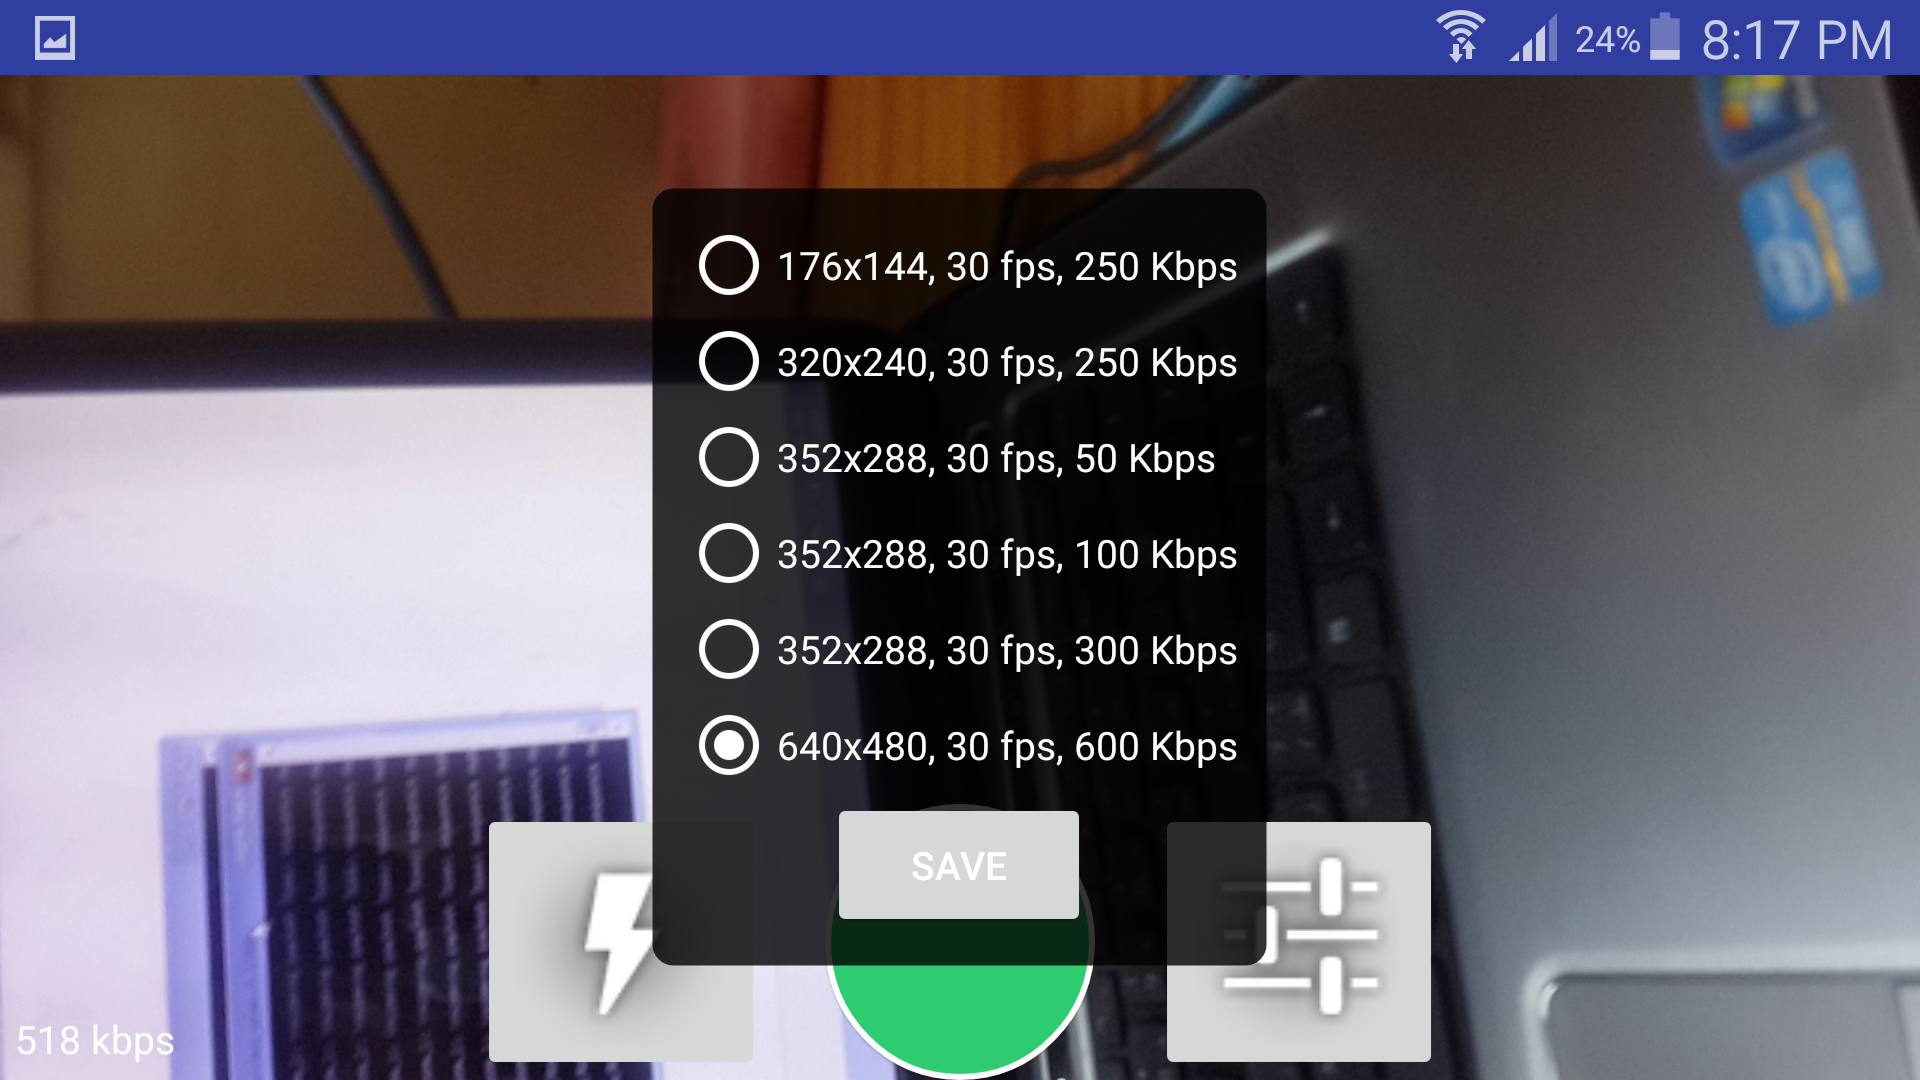 24% 8:17 PM
176x144, 30 fps, 250 Kbps
320x240, 30 fps, 250 Kbps
352x288, 30 fps, 50 Kbps
352x288, 30 fps, 100 Kbps
352x288, 30 fps, 300 Kbps
640x480, 30 fps, 600 Kbps
SAVE
518 kbps